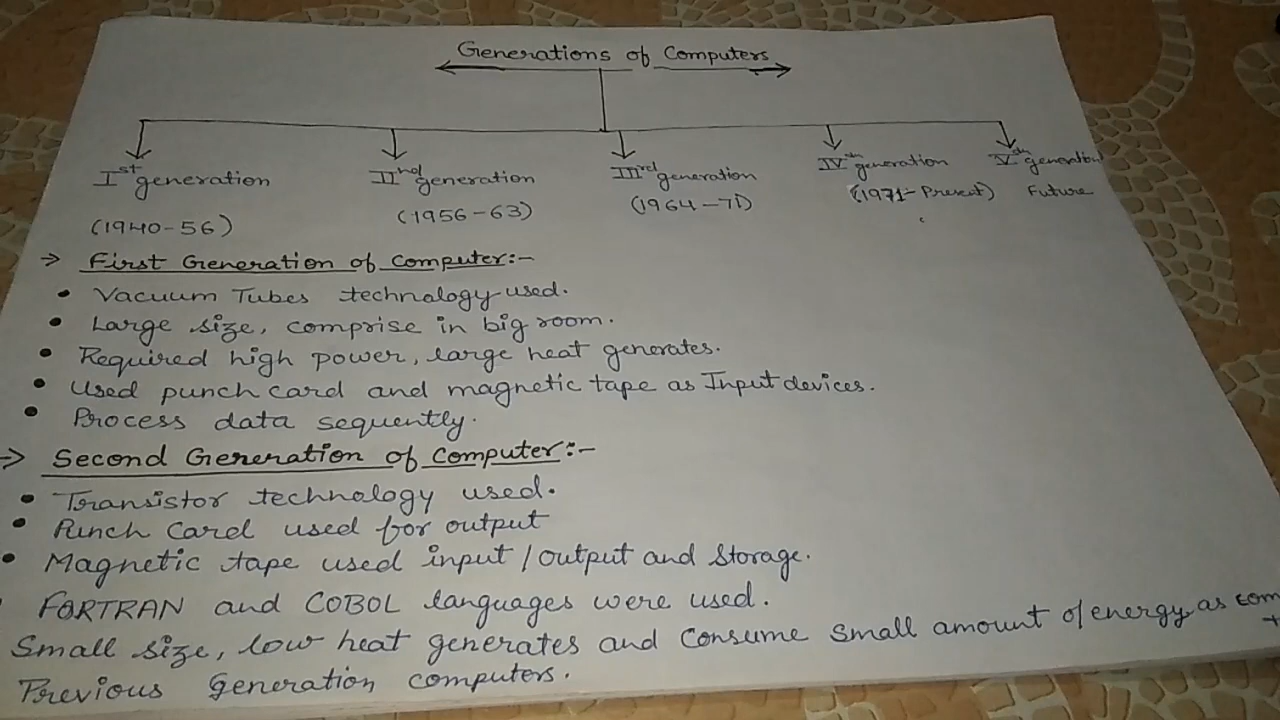 Generations of Computers
Ist generation
IInd generation
IIIrd generation
IVth generation
Vth generation
(1940-56)
(1956-63)
(1964-71)
(1971-Present)
Future
→ First Generation of Computer:-
• Vacuum Tubes technology used.
• Large size, comprise in big room.
• Required high power, large heat generates.
• Used punch card and magnetic tape as Input devices.
• Process data sequently.
→ Second Generation of Computer:-
• Transistor technology used.
• Punch Card used for output
• Magnetic tape used input / output and Storage.
FORTRAN and COBOL languages were used.
Small size, low heat generates and Consume small amount of energy as com
Previous Generation computers.